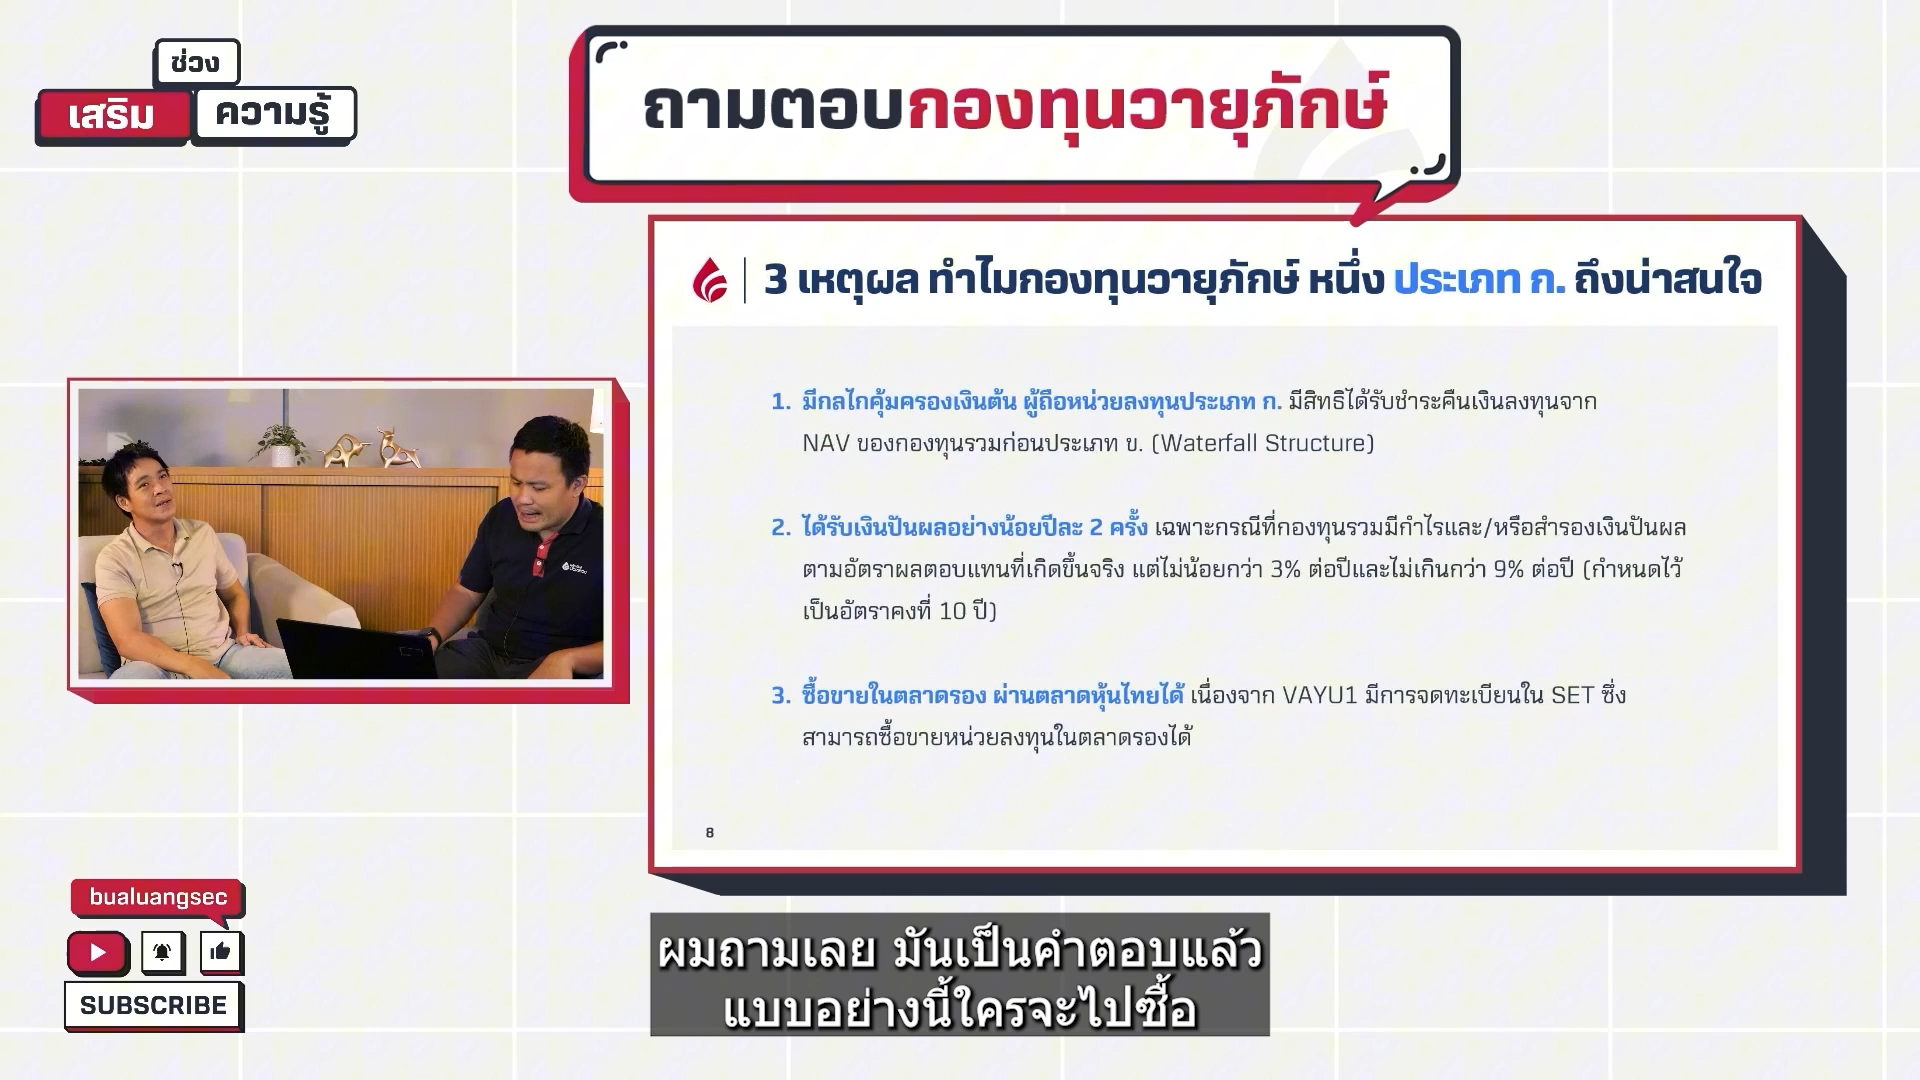 ช่วง
เสริม ความรู้
ถามตอบกองทุนวายุภักษ์
3 เหตุผล ทำไมกองทุนวายุภักษ์ หนึ่ง ประเภท ก. ถึงน่าสนใจ
1. มีกลไกคุ้มครองเงินต้น ผู้ถือหน่วยลงทุนประเภท ก. มีสิทธิได้รับชำระคืนเงินลงทุนจาก
NAV ของกองทุนรวมก่อนประเภท ข. (Waterfall Structure)
2. ได้รับเงินปันผลอย่างน้อยปีละ 2 ครั้ง เฉพาะกรณีที่กองทุนรวมมีกำไรและ/หรือสำรองเงินปันผล
ตามอัตราผลตอบแทนที่เกิดขึ้นจริง แต่ไม่น้อยกว่า 3% ต่อปีและไม่เกินกว่า 9% ต่อปี (กำหนดไว้
เป็นอัตราคงที่ 10 ปี)
3. ซื้อขายในตลาดรอง ผ่านตลาดหุ้นไทยได้ เนื่องจาก VAYU1 มีการจดทะเบียนใน SET ซึ่ง
สามารถซื้อขายหน่วยลงทุนในตลาดรองได้
8
bualuangsec
SUBSCRIBE
ผมถามเลย มันเป็นคำตอบแล้ว
แบบอย่างนี้ใครจะไปซื้อ